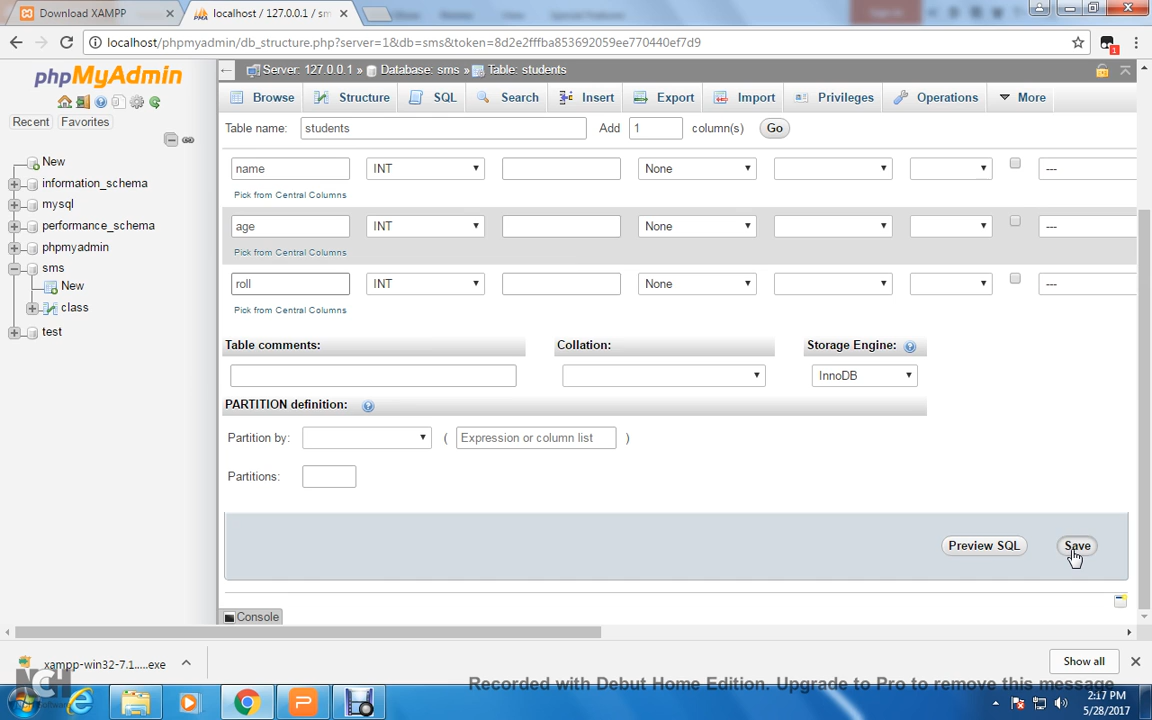 Download XAMPP
localhost / 127.0.0.1 / sm
localhost/phpmyadmin/db_structure.php?server=1&db=sms&token=8d2e2fffba853692059ee770440ef7d9
phpMyAdmin
Recent
Favorites
New
information_schema
mysql
performance_schema
phpmyadmin
sms
New
class
test
Server: 127.0.0.1 » Database: sms » Table: students
Browse
Structure
SQL
Search
Insert
Export
Import
Privileges
Operations
More
Table name:
students
Add
1
column(s)
Go
name
INT
None
---
Pick from Central Columns
age
INT
None
---
Pick from Central Columns
roll
INT
None
---
Pick from Central Columns
Table comments:
Collation:
Storage Engine:
InnoDB
PARTITION definition:
Partition by:
(
Expression or column list
)
Partitions:
Preview SQL
Save
Console
xampp-win32-7.1....exe
Show all
NCH
Software
Recorded with Debut Home Edition. Upgrade to Pro to remove this message
2:17 PM
5/28/2017
1